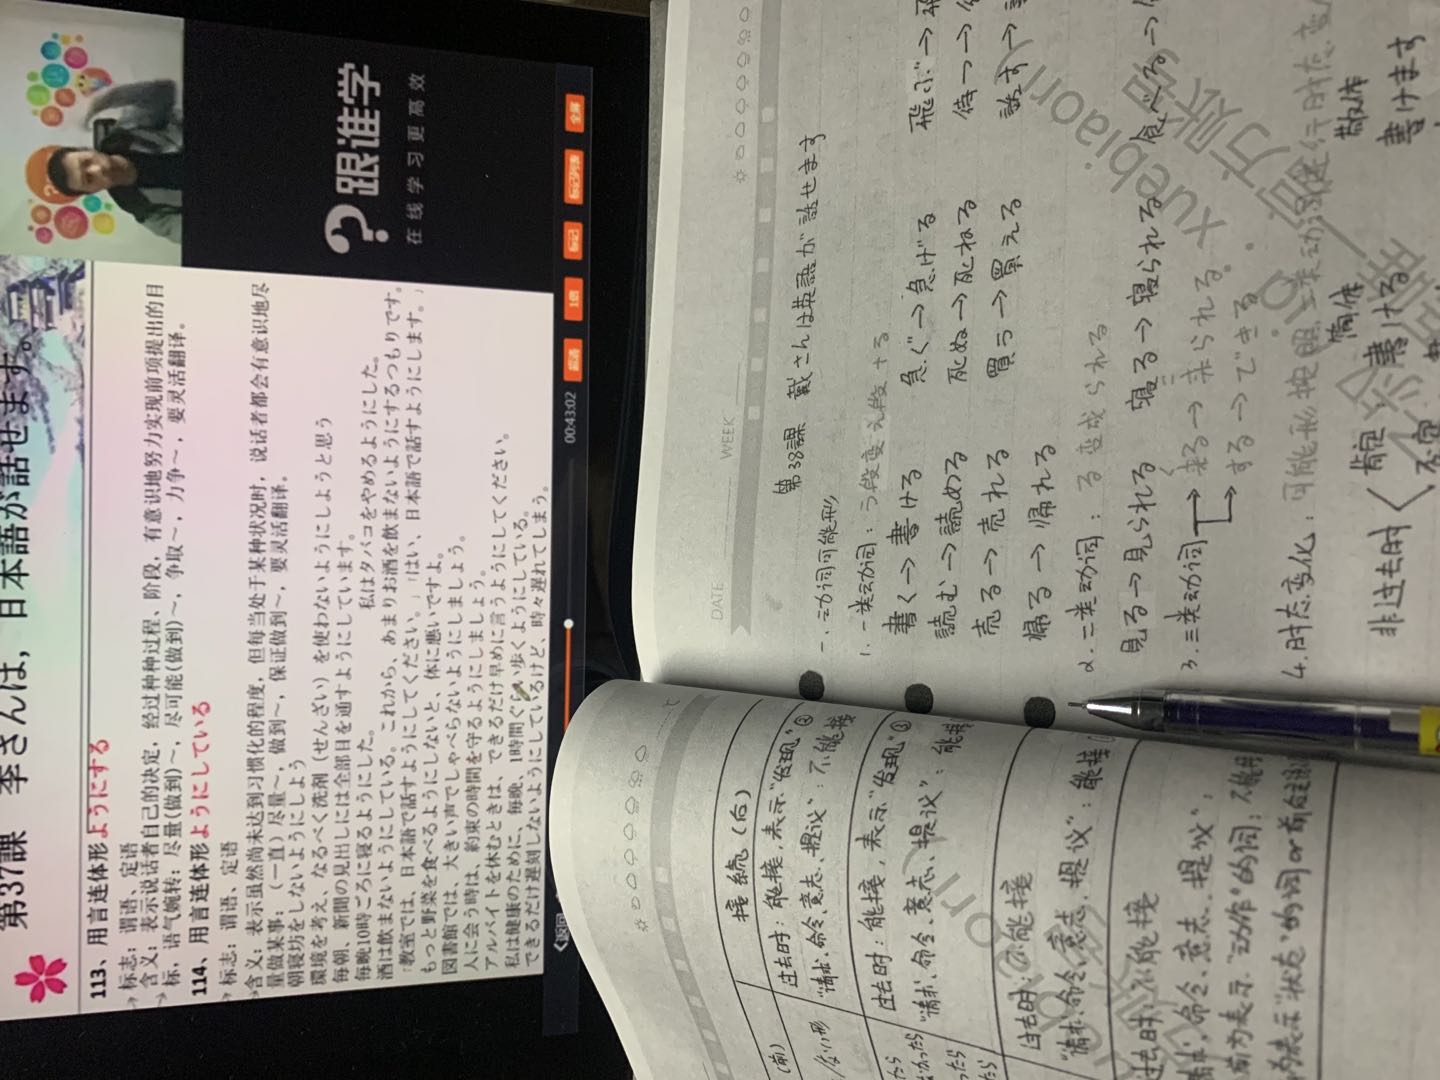 第37課 李さんは，日本語が話せます。
113、用言连体形ようにする
标志：谓语、定语
含义：表示说话者自己的决定，经过种种过程、阶段，有意识地努力实现前项提出的目
标，语气婉转：尽量(做到)～，尽可能(做到)～，争取～，力争～，要灵活翻译。
114、用言连体形ようにしている
标志：谓语、定语
含义：表示虽然尚未达到习惯化的程度，但每当处于某种状况时，说话者都会有意识地尽
量做某事：（一直）尽量～，做到～，保证做到～，要灵活翻译。
朝寝坊をしないようにしよう
環境を考え、なるべく洗剤（せんざい）を使わないようにしようと思う
毎朝、新聞の見出しには全部目を通すようにしています。
毎晩10時ごろに寝るようにした。 私はタバコをやめるようにした。
酒は飲まないようにしている。これから、あまりお酒を飲まないようにするつもりです。
「教室では、日本語で話すようにしてください。」「はい、日本語で話すようにします。」
もっと野菜を食べるようにしないと、体に悪いですよ。
図書館では、大きい声でしゃべらないようにしましょう。
人に会う時は、約束の時間を守るようにしましょう。
アルバイトを休むときは、できるだけ早めに言うようにしてください。
私は健康のために、毎晩、1時間ぐらい歩くようにしている。
できるだけ遅刻しないようにしているけど、時々遅れてしまう。
跟谁学
在线学习更高效
返回
00:43:02 超清 1倍 标记 标记列表 全屏
℃
(前) 接続(后)
ない形
过去时：能接，表示"发现"②
"请求、命令、意志、提议"：不能接
たら
なかったら
ったら
たら
过去时：能接，表示"发现"③
"请求、命令、意志、提议"：能接
过去时：不能接
"请求、命令、意志、提议"：能接
过去时：不能接
请求、命令、意志、提议"：
前为表示"动作"的词：不能接
为表示"状态"的词or
DATE WEEK
第38課 戴さんは英語が話せます
一、动词可能形
1. 一类动词：う段变え段+る
書く→書ける 急ぐ→急げる 飛ぶ→飛
読む→読める 死ぬ→死ねる 待つ→
売る→売れる 買う→買える 話す→
帰る→帰れる
2. 二类动词：る变成られる
見る→見られる 寝る→寝られる 食べる→
3. 三类动词→来る→来られる
く こ
→する→できる
4. 时态变化：可能形按照二类动词进行时态变
简体 敬体
非过去时 肯定：書ける 書けます
否定
xuebiaori)
id：xuebiaori)
官方账号